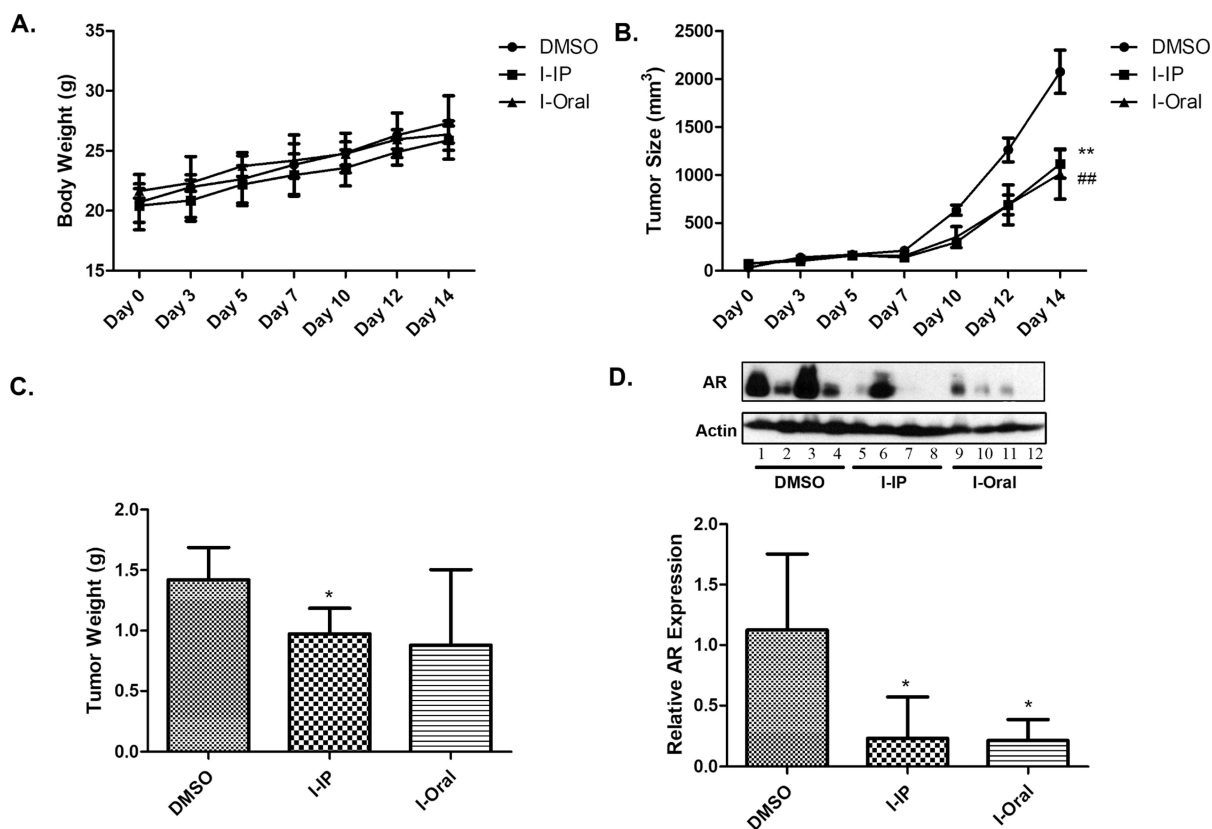 A.
Body Weight (g)
35
30
25
20
15
Day 0
Day 3
Day 5
Day 7
Day 10
Day 12
Day 14
DMSO
I-IP
I-Oral
B.
Tumor Size (mm³)
2500
2000
1500
1000
500
0
Day 0
Day 3
Day 5
Day 7
Day 10
Day 12
Day 14
DMSO
I-IP
I-Oral
**
##
C.
Tumor Weight (g)
2.0
1.5
1.0
0.5
0.0
*
DMSO
I-IP
I-Oral
D.
AR
Actin
1 2 3 4 5 6 7 8 9 10 11 12
DMSO I-IP I-Oral
Relative AR Expression
2.0
1.5
1.0
0.5
0.0
*
*
DMSO
I-IP
I-Oral